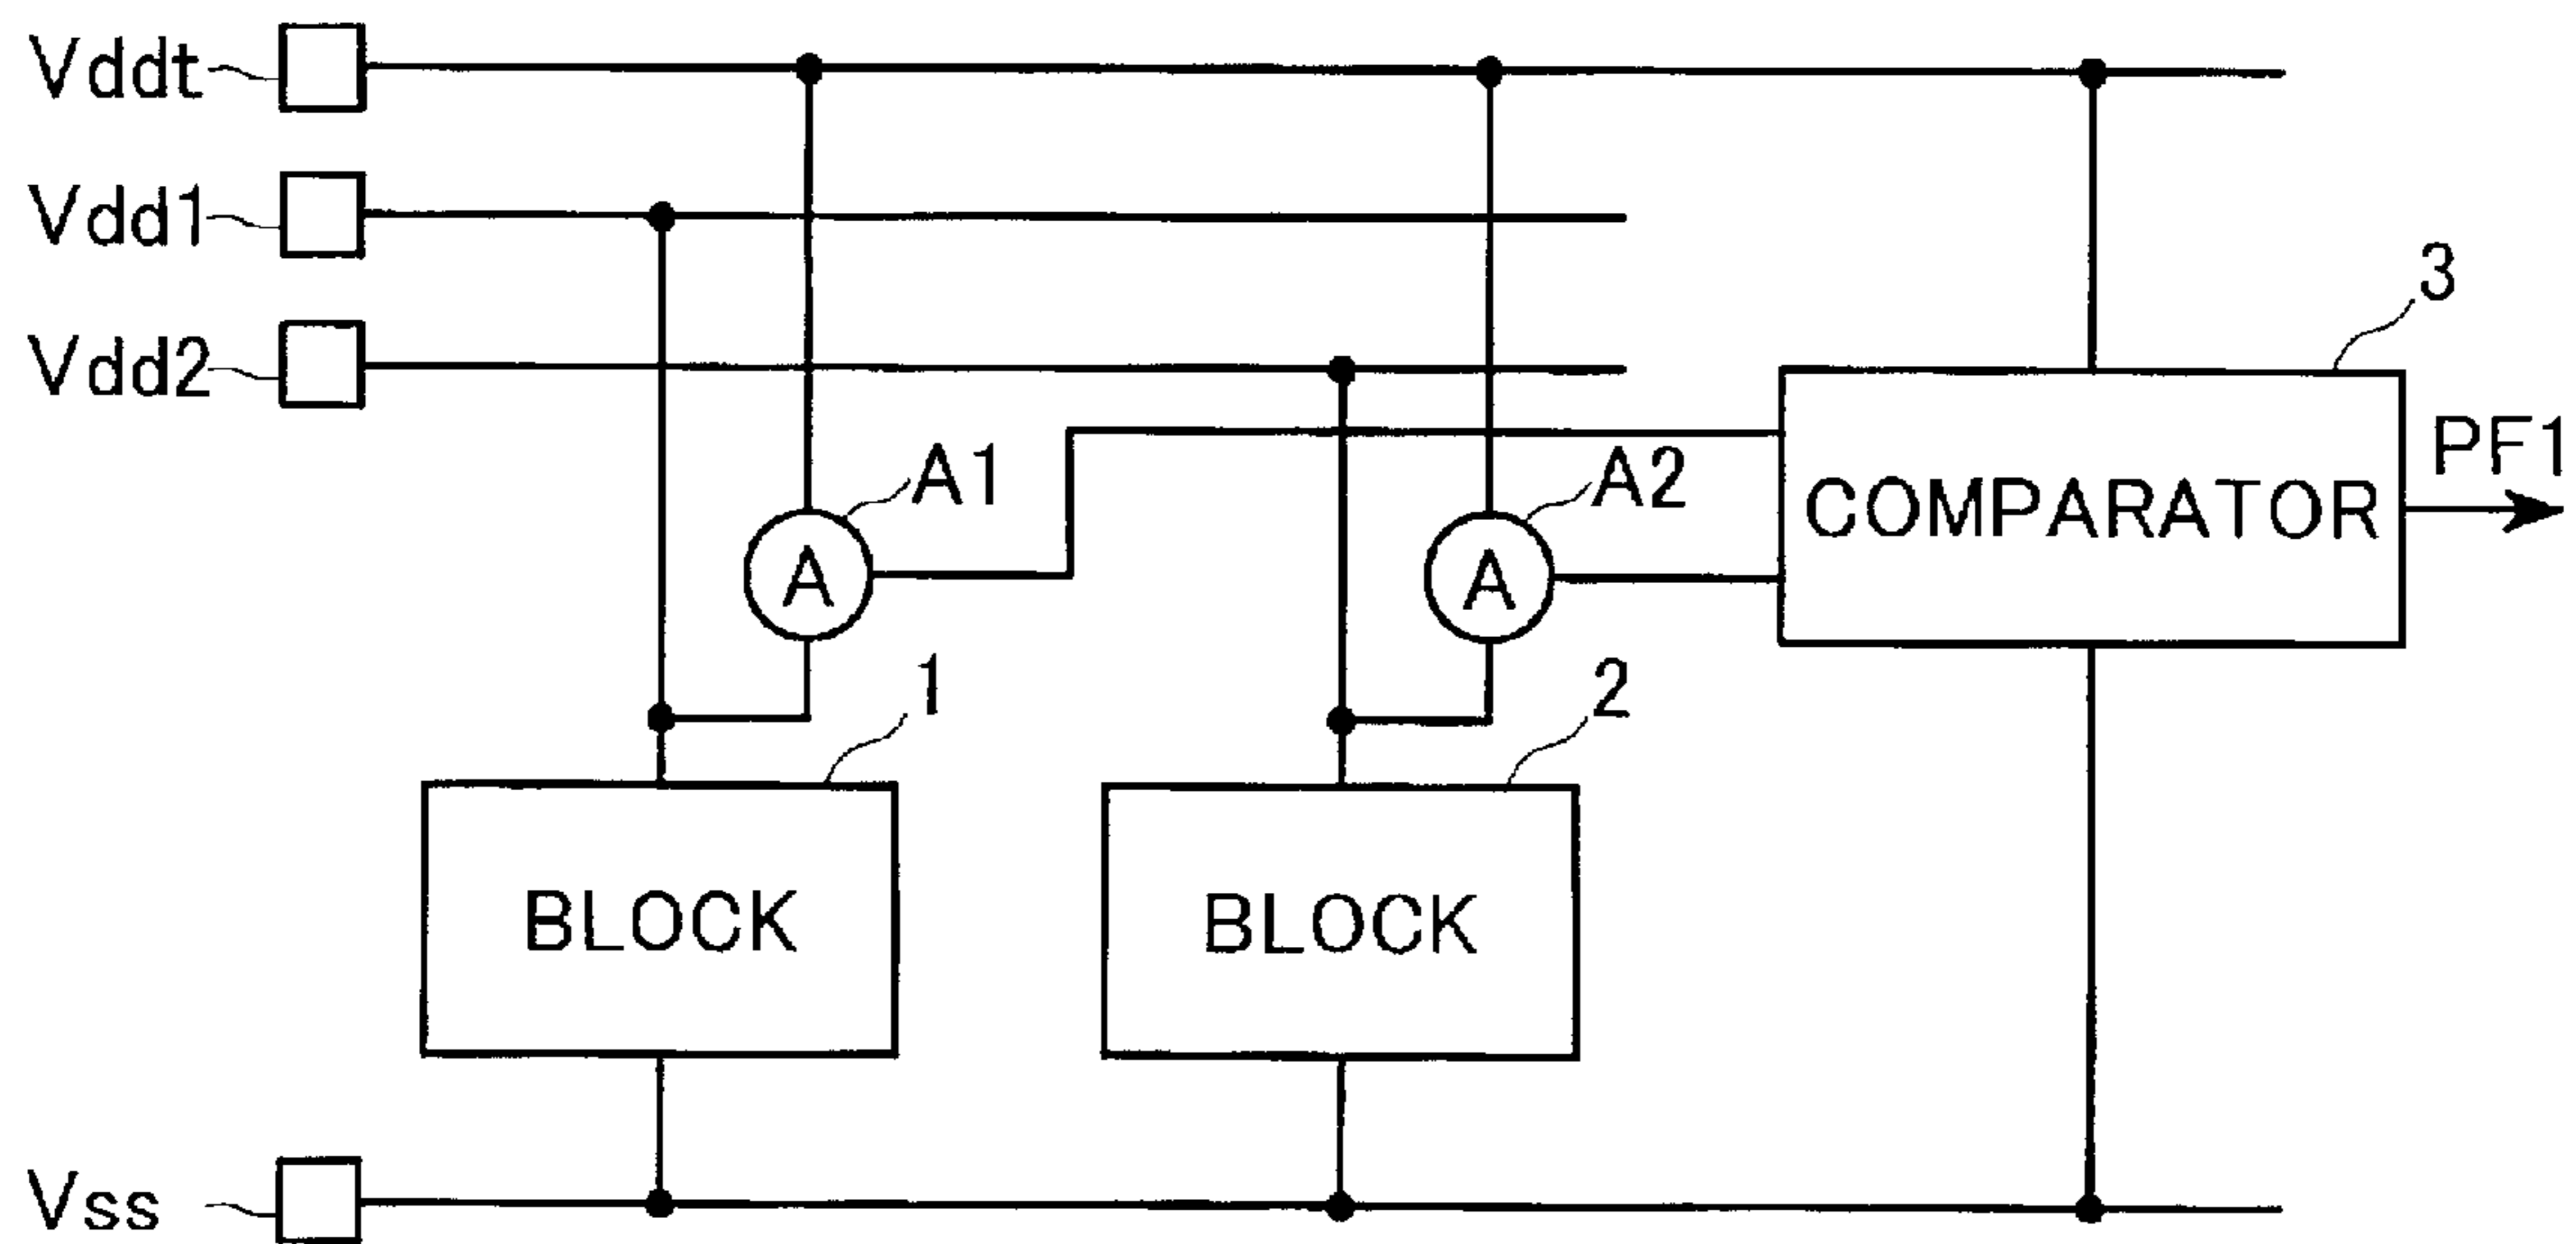 Vddt
Vdd1
Vdd2
Vss
A1
A
A2
A
3
COMPARATOR
PF1
1
BLOCK
2
BLOCK